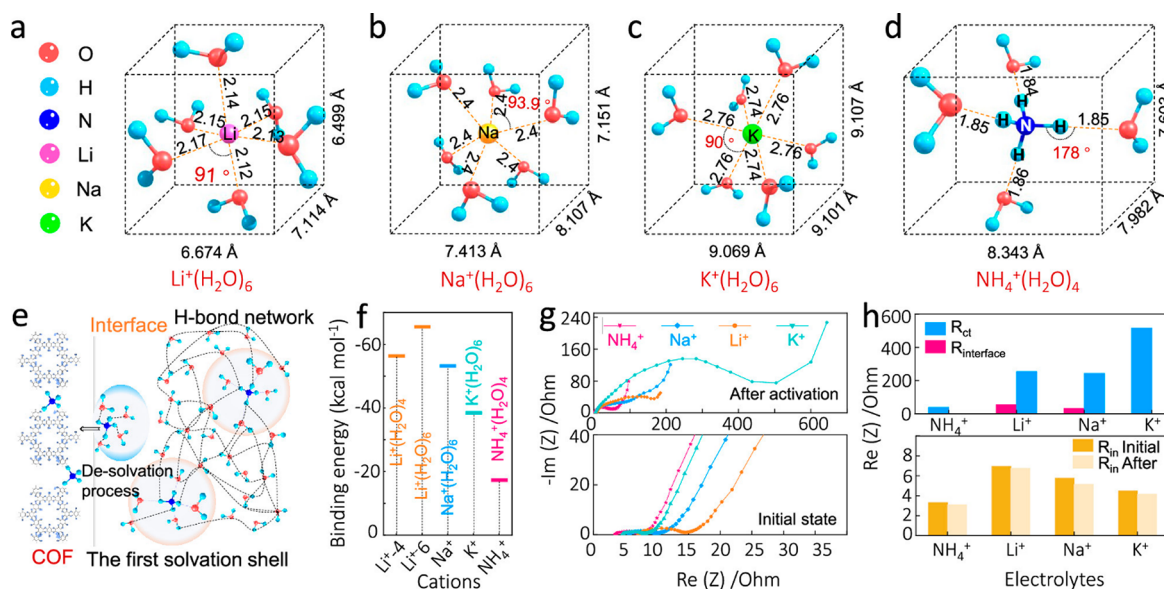 a
O
H
N
Li
Na
K
2.14
2.15
2.15
Li
2.13
2.17
2.12
91 °
6.499 Å
7.114 Å
6.674 Å
Li⁺(H2O)₆
b
2.4
2.4
93.9 °
Na
2.4
2.4
2.4
2.4
7.151 Å
8.107 Å
7.413 Å
Na⁺(H2O)₆
c
2.74
2.76
2.76
K
90 °
2.76
2.76
2.74
9.107 Å
9.101 Å
9.069 Å
K⁺(H2O)₆
d
1.84
H
1.85
H
N
H
1.85
H
178 °
1.86
7.982 Å
8.343 Å
NH₄⁺(H2O)₄
e
Interface
H-bond network
De-solvation
process
COF
The first solvation shell
f
Binding energy (kcal mol⁻¹)
-60
-40
-20
0
Li⁺(H₂O)₄
Li⁺(H₂O)₆
Na⁺(H₂O)₆
K⁺(H₂O)₆
NH₄⁺(H₂O)₄
Li⁺-4
Li⁺-6
Na⁺
K⁺
NH₄⁺
Cations
g
-Im (Z) /Ohm
240
160
80
0
NH₄⁺
Na⁺
Li⁺
K⁺
After activation
0 200 400 600
40
20
0
Initial state
0 5 10 15 20 25 30 35
Re (Z) /Ohm
h
Re (Z) /Ohm
600
400
200
0
R_ct
R_interface
NH₄⁺ Li⁺ Na⁺ K⁺
8
6
4
2
0
R_in Initial
R_in After
NH₄⁺ Li⁺ Na⁺ K⁺
Electrolytes